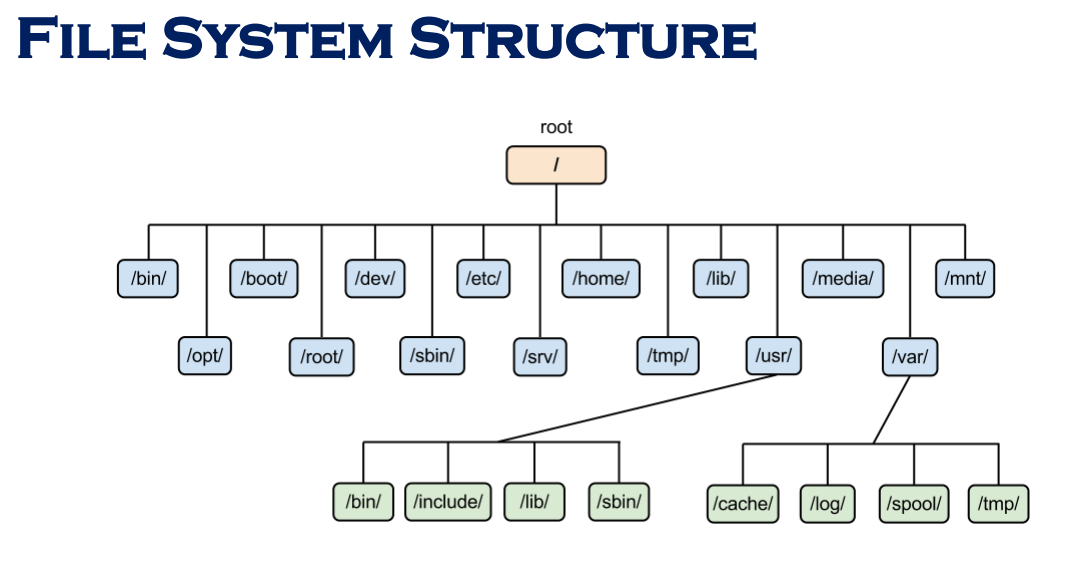 FILE SYSTEM STRUCTURE
root
/
/bin/ /boot/ /dev/ /etc/ /home/ /lib/ /media/ /mnt/
/opt/ /root/ /sbin/ /srv/ /tmp/ /usr/ /var/
/bin/ /include/ /lib/ /sbin/ /cache/ /log/ /spool/ /tmp/